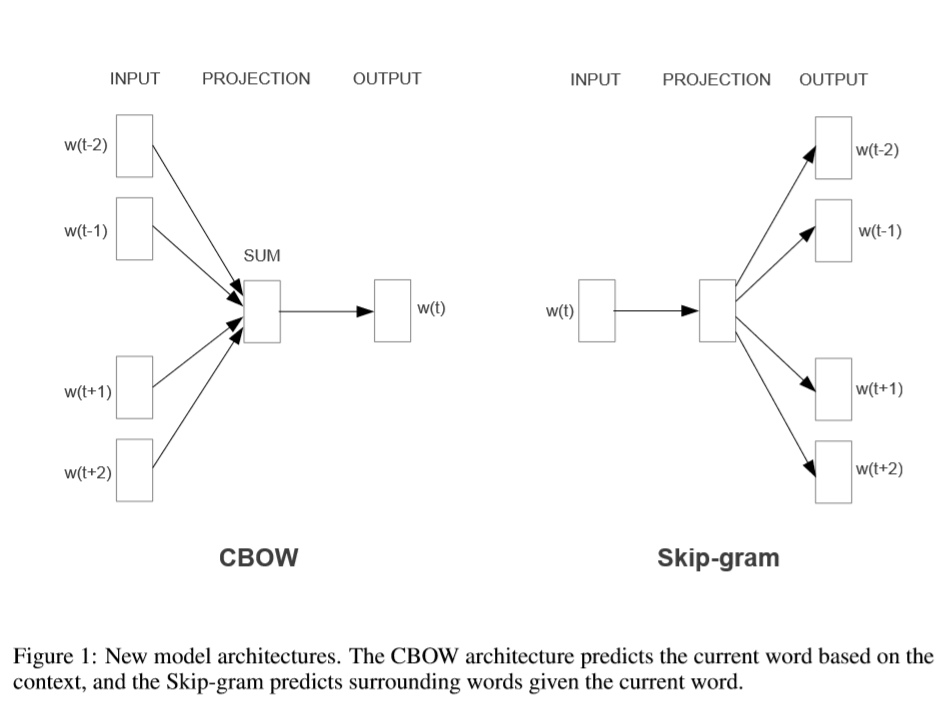 INPUT PROJECTION OUTPUT
w(t-2)
w(t-1)
SUM
w(t)
w(t+1)
w(t+2)
CBOW
INPUT PROJECTION OUTPUT
w(t-2)
w(t-1)
w(t)
w(t+1)
w(t+2)
Skip-gram
Figure 1: New model architectures. The CBOW architecture predicts the current word based on the
context, and the Skip-gram predicts surrounding words given the current word.